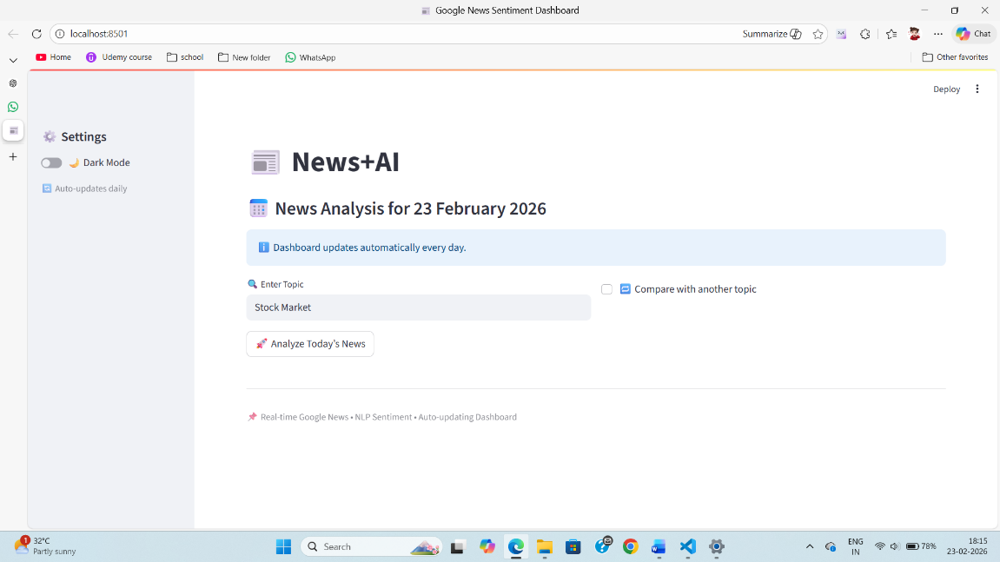 Google News Sentiment Dashboard
localhost:8501
Summarize
Chat
Home
Udemy course
school
New folder
WhatsApp
Other favorites
Deploy
Settings
Dark Mode
Auto-updates daily
News+AI
News Analysis for 23 February 2026
Dashboard updates automatically every day.
Enter Topic
Compare with another topic
Stock Market
Analyze Today's News
Real-time Google News • NLP Sentiment • Auto-updating Dashboard
1
32°C
Partly sunny
Search
ENG
IN
78%
18:15
23-02-2026